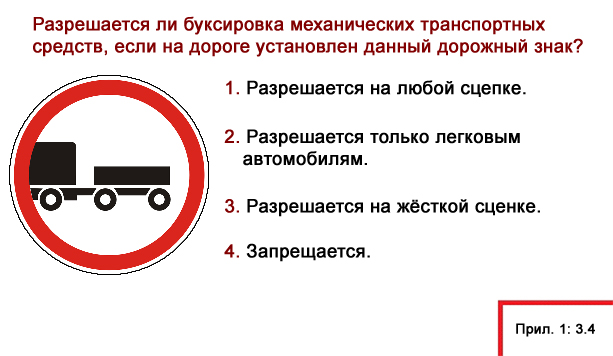 Разрешается ли буксировка механических транспортных
средств, если на дороге установлен данный дорожный знак?
1. Разрешается на любой сцепке.
2. Разрешается только легковым
автомобилям.
3. Разрешается на жёсткой сценке.
4. Запрещается.
Прил. 1: 3.4